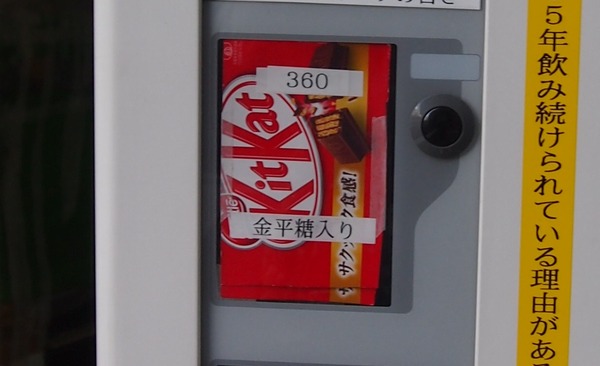 360
KitKat
金平糖入り
サクサク食感!
5年飲み続けられている理由がある